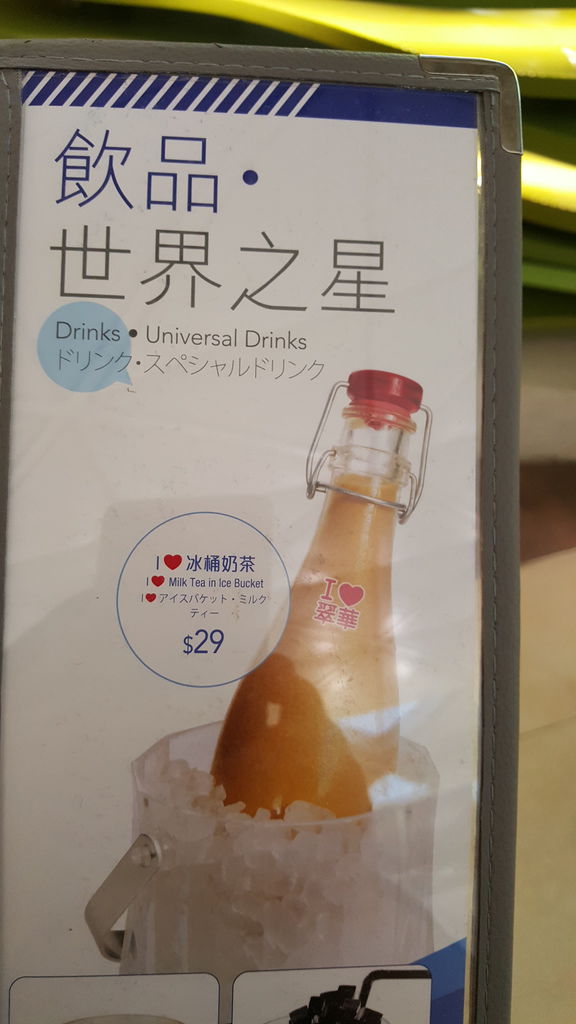 飲品·
世界之星
Drinks • Universal Drinks
ドリンク・スペシャルドリンク
I ❤ 冰桶奶茶
I ❤ Milk Tea in Ice Bucket
I ❤ アイスバケット・ミルク
ティー
$29
I ❤
翠華